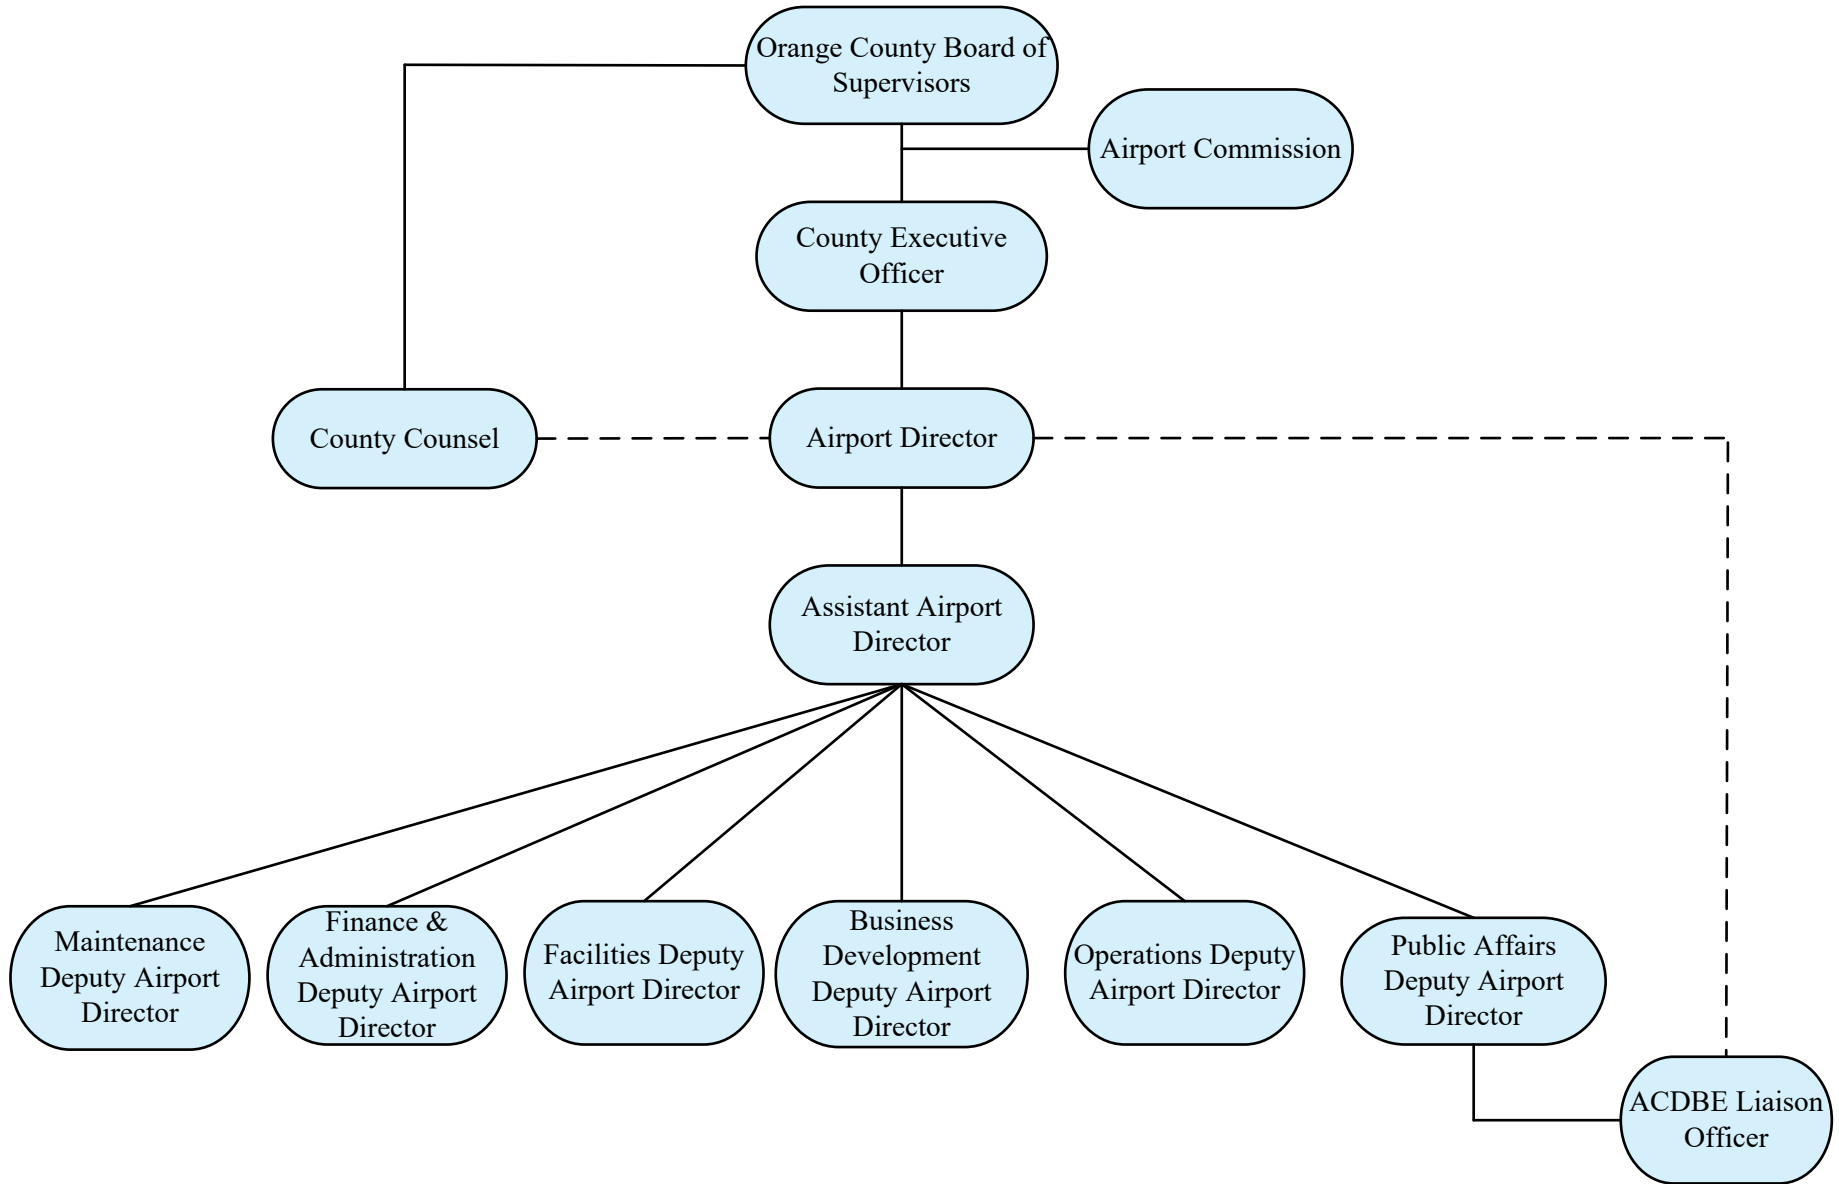 Orange County Board of
Supervisors
Airport Commission
County Executive
Officer
County Counsel
Airport Director
Assistant Airport
Director
Maintenance
Deputy Airport
Director
Finance &
Administration
Deputy Airport
Director
Facilities Deputy
Airport Director
Business
Development
Deputy Airport
Director
Operations Deputy
Airport Director
Public Affairs
Deputy Airport
Director
ACDBE Liaison
Officer